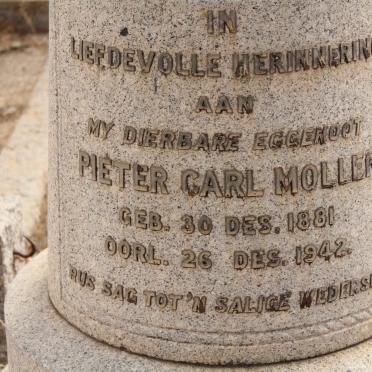 IN
LIEFDEVOLLE HERINNERING
AAN
MY DIERBARE EGGENOOT
PIETER CARL MOLLER
GEB. 30 DES. 1881
OORL. 26 DES. 1942.
RUS SAG TOT 'N SALIGE